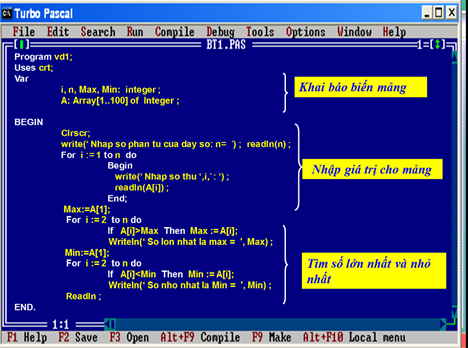 Turbo Pascal
File Edit Search Run Compile Debug Tools Options Window Help
BT1.PAS 1=[↕]
Program vd1;
Uses crt;
Var
i, n, Max, Min: integer ;
A: Array[1..100] of Integer ;
Khai báo biến mảng
BEGIN
Clrscr;
write(' Nhap so phan tu cua day so: n= ') ; readln(n) ;
For i := 1 to n do
Begin
write(' Nhap so thu ',i,' : ') ;
readln(A[i]) ;
End;
Nhập giá trị cho mảng
Max:=A[1];
For i := 2 to n do
If A[i]>Max Then Max := A[i];
Writeln(' So lon nhat la max = ', Max) ;
Min:=A[1];
For i := 2 to n do
If A[i]<Min Then Min := A[i];
Writeln(' So nho nhat la Min = ', Min) ;
Readln ;
Tìm số lớn nhất và nhỏ
nhất
END.
1:1
F1 Help F2 Save F3 Open Alt+F9 Compile F9 Make Alt+F10 Local menu